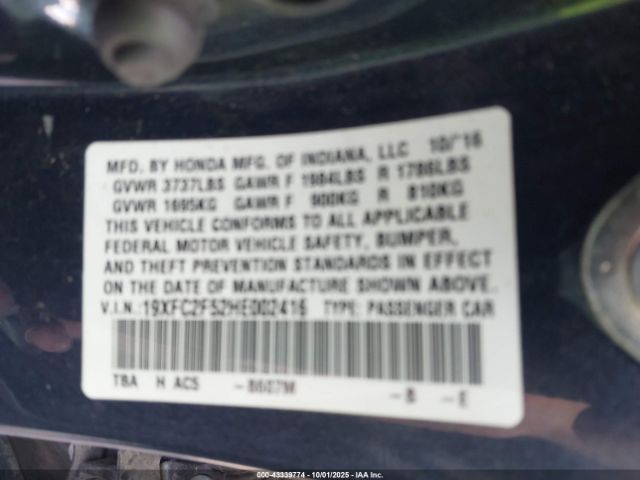 MFD. BY HONDA MFG. OF INDIANA, LLC 10/'16
GVWR 3737LBS GAWR F 1984LBS R 1786LBS
GVWR 1695KG GAWR F 900KG R 810KG
THIS VEHICLE CONFORMS TO ALL APPLICABLE
FEDERAL MOTOR VEHICLE SAFETY, BUMPER,
AND THEFT PREVENTION STANDARDS IN EFFECT
ON THE DATE OF MANUFACTURE SHOWN ABOVE.
V.I.N.:19XFC2F52HE002416 TYPE: PASSENGER CAR
TBA H AC5 -B607M -B -E
000-43339774 - 10/01/2025 - IAA Inc.